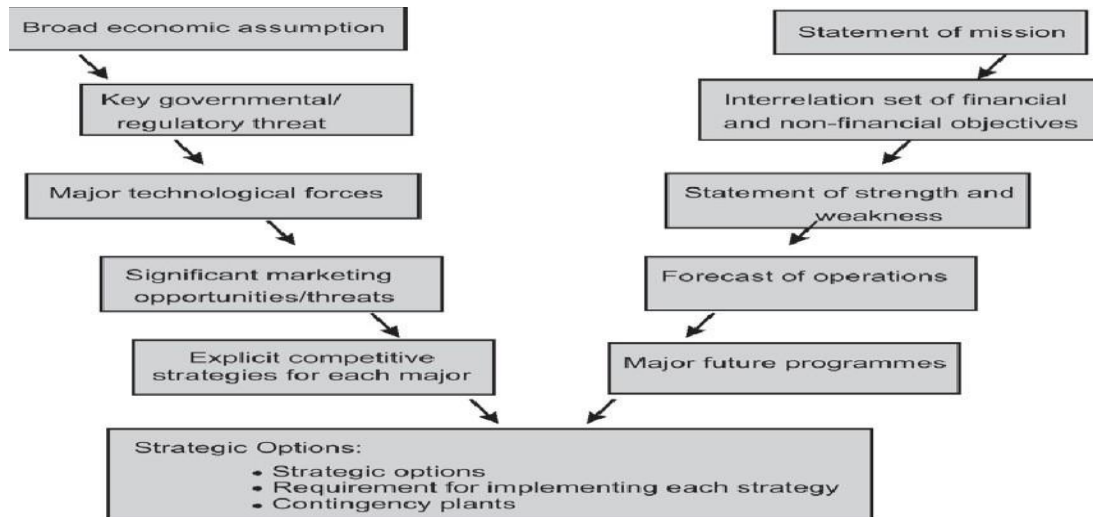 Broad economic assumption
Key governmental/
regulatory threat
Major technological forces
Significant marketing
opportunities/threats
Explicit competitive
strategies for each major
Statement of mission
Interrelation set of financial
and non-financial objectives
Statement of strength and
weakness
Forecast of operations
Major future programmes
Strategic Options:
• Strategic options
• Requirement for implementing each strategy
• Contingency plants